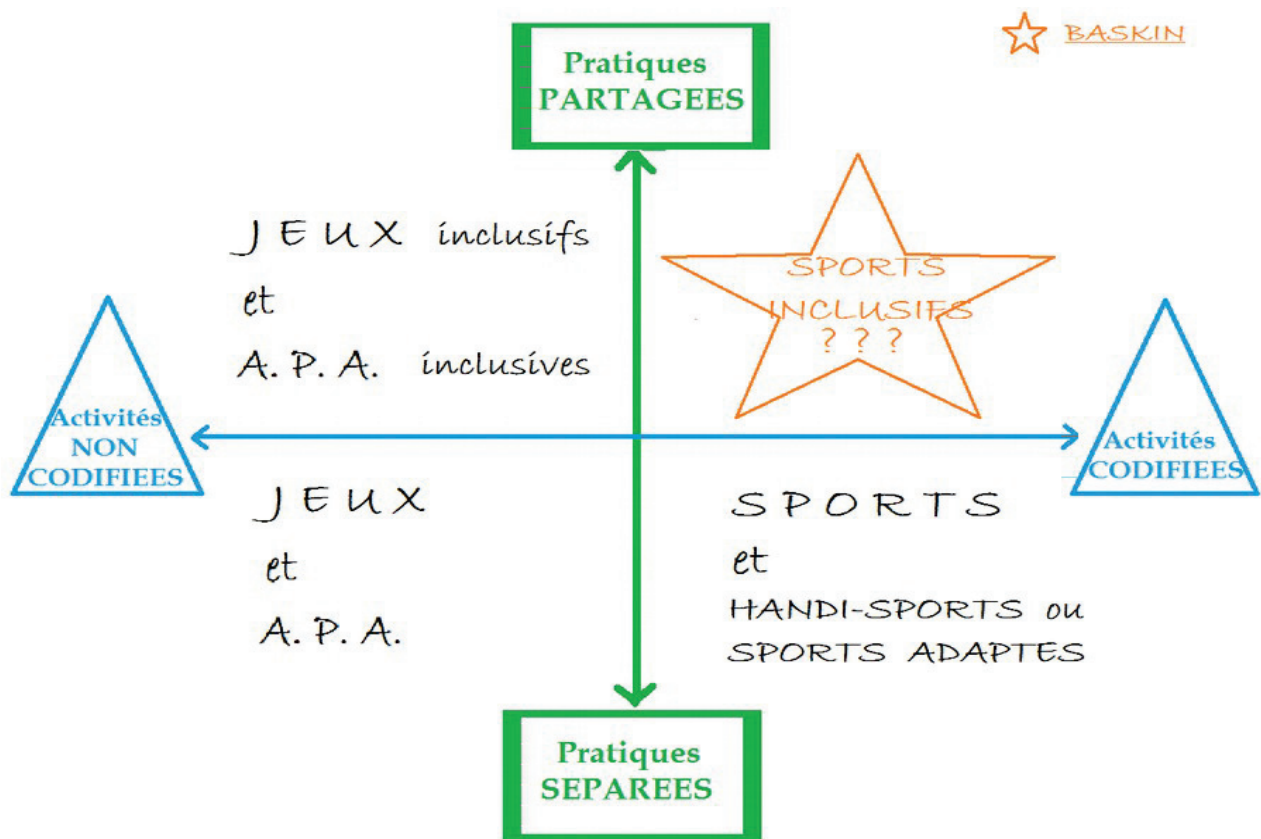 BASKIN
Pratiques
PARTAGEES
JEUX inclusifs
et
A. P. A. inclusives
SPORTS
INCLUSIFS
? ? ?
Activités
NON
CODIFIEES
Activités
CODIFIEES
JEUX
et
A. P. A.
SPORTS
et
HANDI-SPORTS ou
SPORTS ADAPTES
Pratiques
SEPAREES